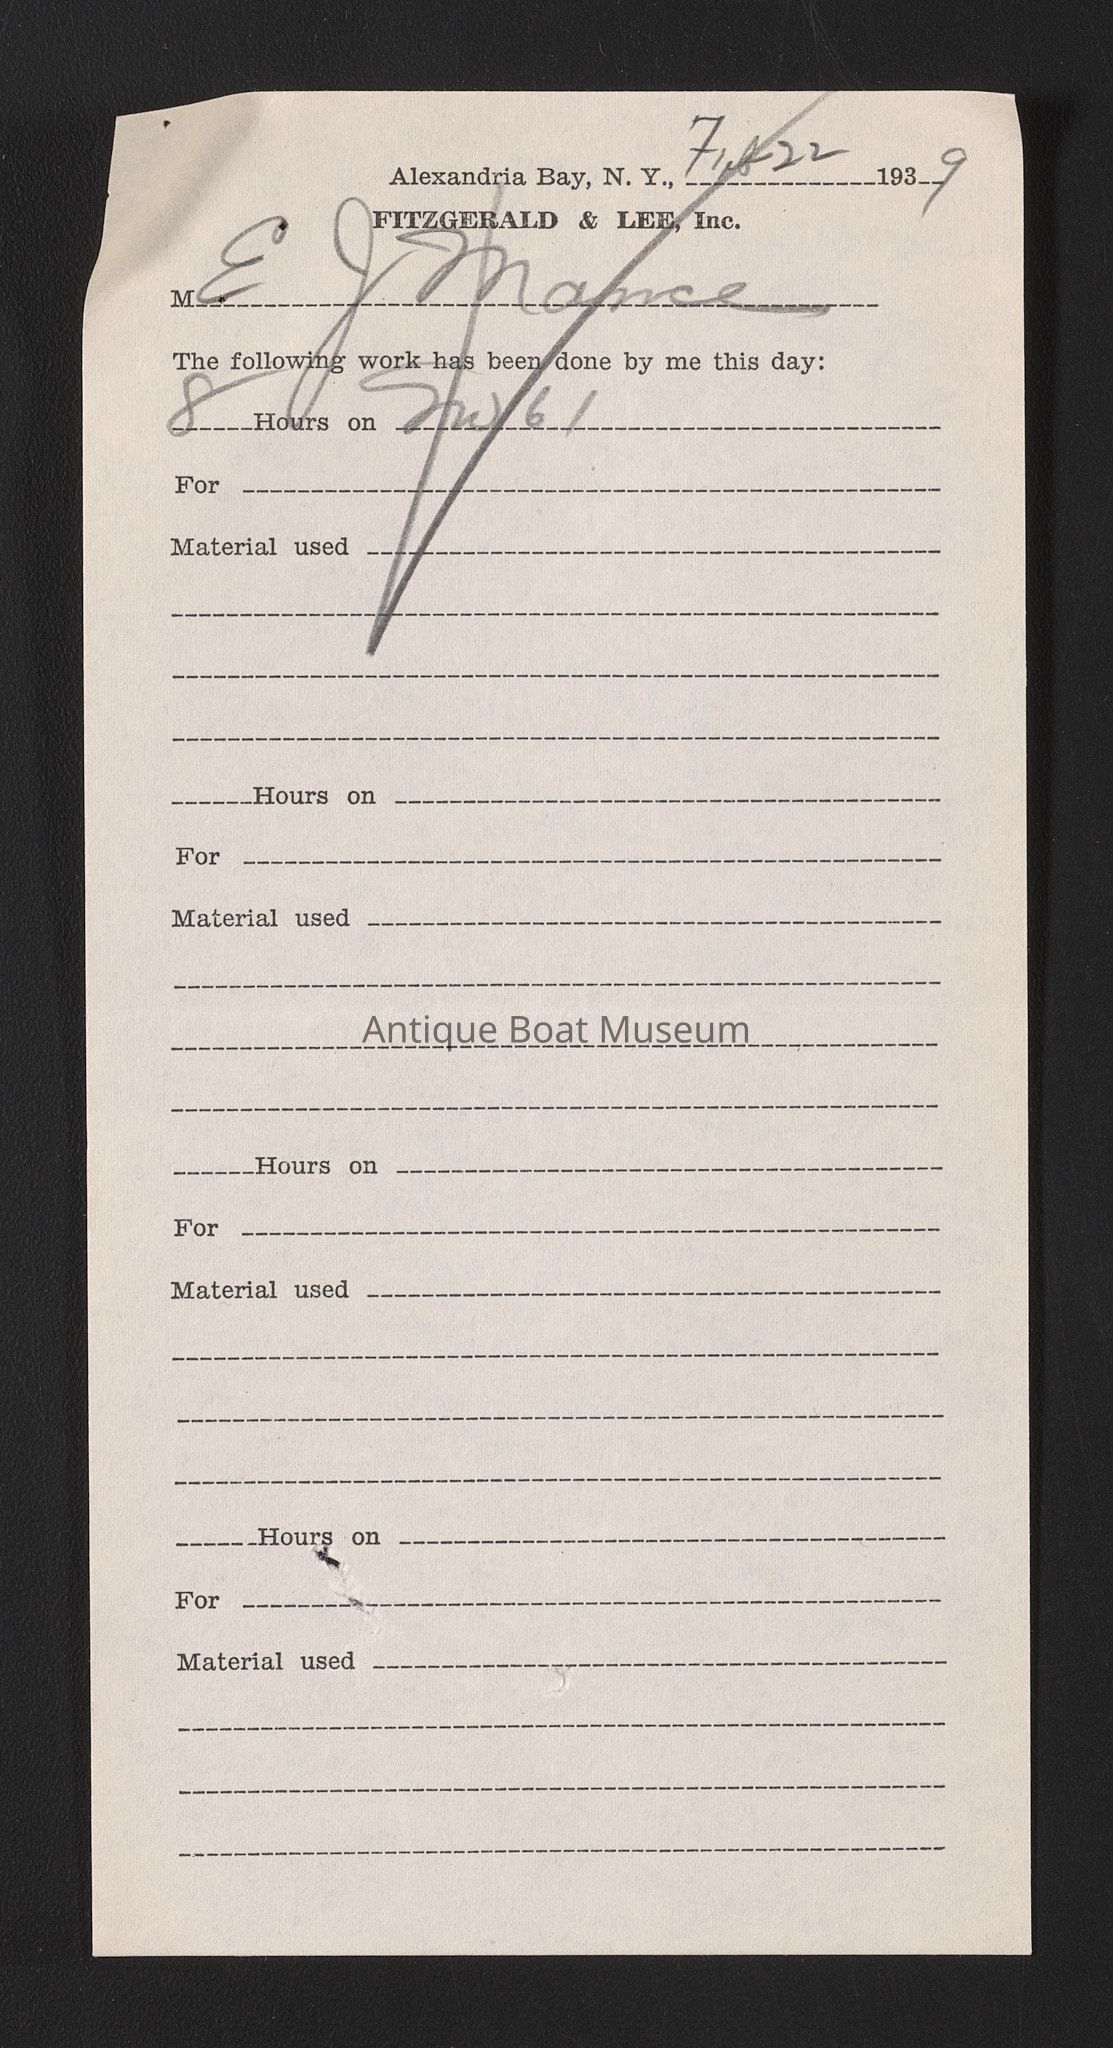 Alexandria Bay, N. Y., Feb 22 1939
FITZGERALD & LEE, Inc.
M E J Mance
The following work has been done by me this day:
8 Hours on 61
For
Material used
Hours on
For
Material used
Antique Boat Museum
Hours on
For
Material used
Hours on
For
Material used